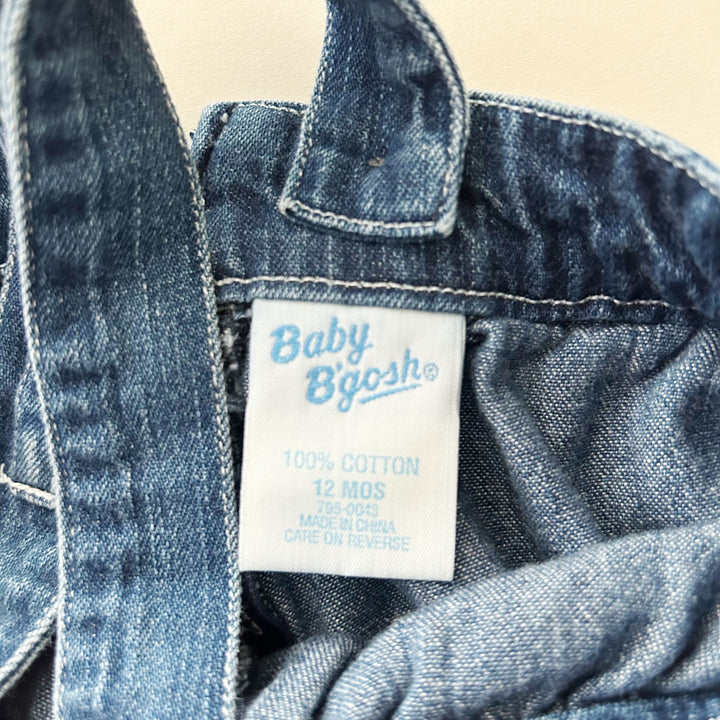 Baby
B'gosh®
100% COTTON
12 MOS
795-0043
MADE IN CHINA
CARE ON REVERSE